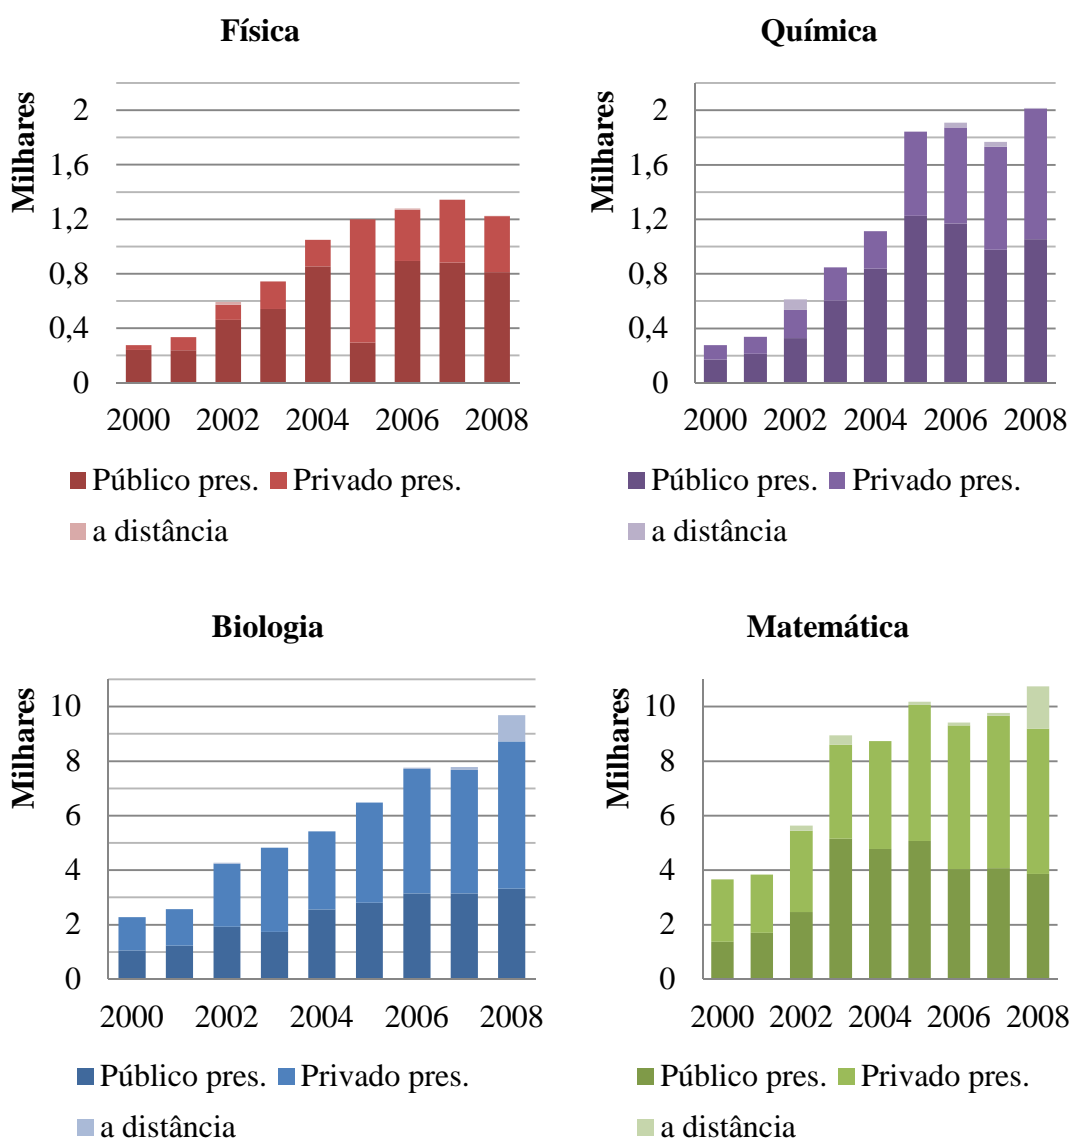 Física
Milhares
2
1,6
1,2
0,8
0,4
0
2000 2002 2004 2006 2008
Público pres. Privado pres.
a distância
Química
Milhares
2
1,6
1,2
0,8
0,4
0
2000 2002 2004 2006 2008
Público pres. Privado pres.
a distância
Biologia
Milhares
10
8
6
4
2
0
2000 2002 2004 2006 2008
Público pres. Privado pres.
a distância
Matemática
Milhares
10
8
6
4
2
0
2000 2002 2004 2006 2008
Público pres. Privado pres.
a distância